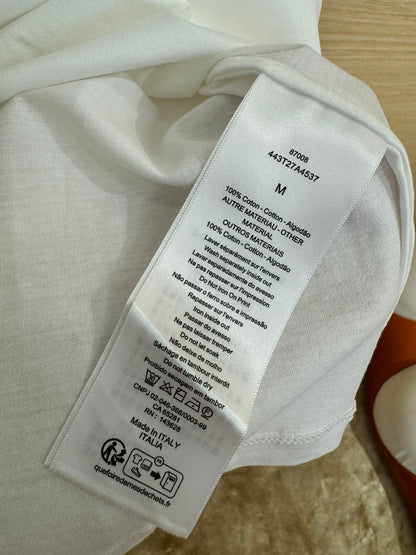 87008
443T27A4537
M
100% Coton - Cotton - Algodão
AUTRE MATERIAU - OTHER
MATERIAL
OUTROS MATERIAIS
100% Coton - Cotton - Algodão
Laver séparément sur l'envers
Wash separately inside out
Lavar separadamente do avesso
Ne pas repasser sur l'impression
Do Not Iron On Print
Não passar o ferro sobre a impressão
Repasser sur l'envers
Iron inside out
Passar do avesso
Ne pas laisser tremper
Do not let soak
Não deixe de molho
Séchage en tambour interdit
Do not tumble dry
Proibido secagem em tambor
CNPJ 02-046-366/0003-99
CA 66281
RN : 143628
Made in ITALY
ITALIA
FR
quefairedemesdechets.fr